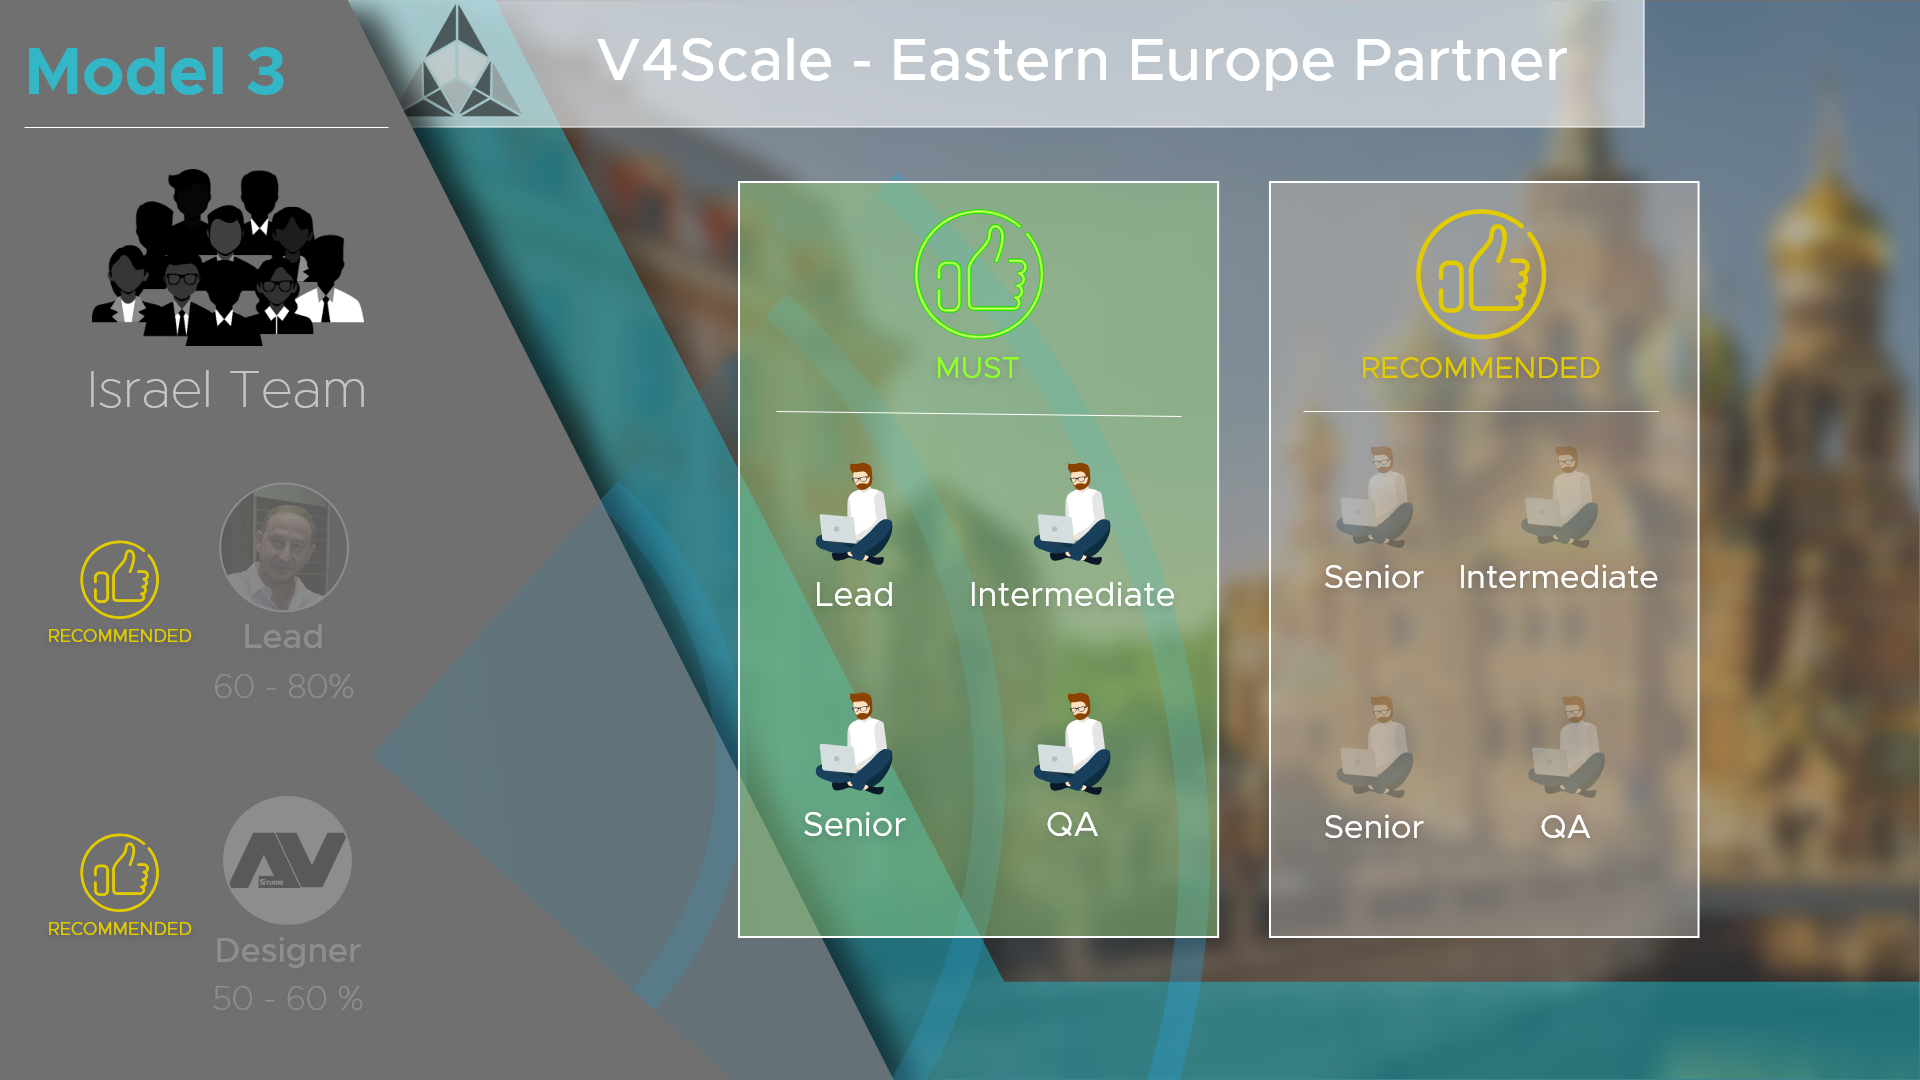 Model 3
V4Scale - Eastern Europe Partner
Israel Team
RECOMMENDED
Lead
60 - 80%
RECOMMENDED
AV
STUDIO
Designer
50 - 60 %
MUST
Lead
Intermediate
Senior
QA
RECOMMENDED
Senior
Intermediate
Senior
QA